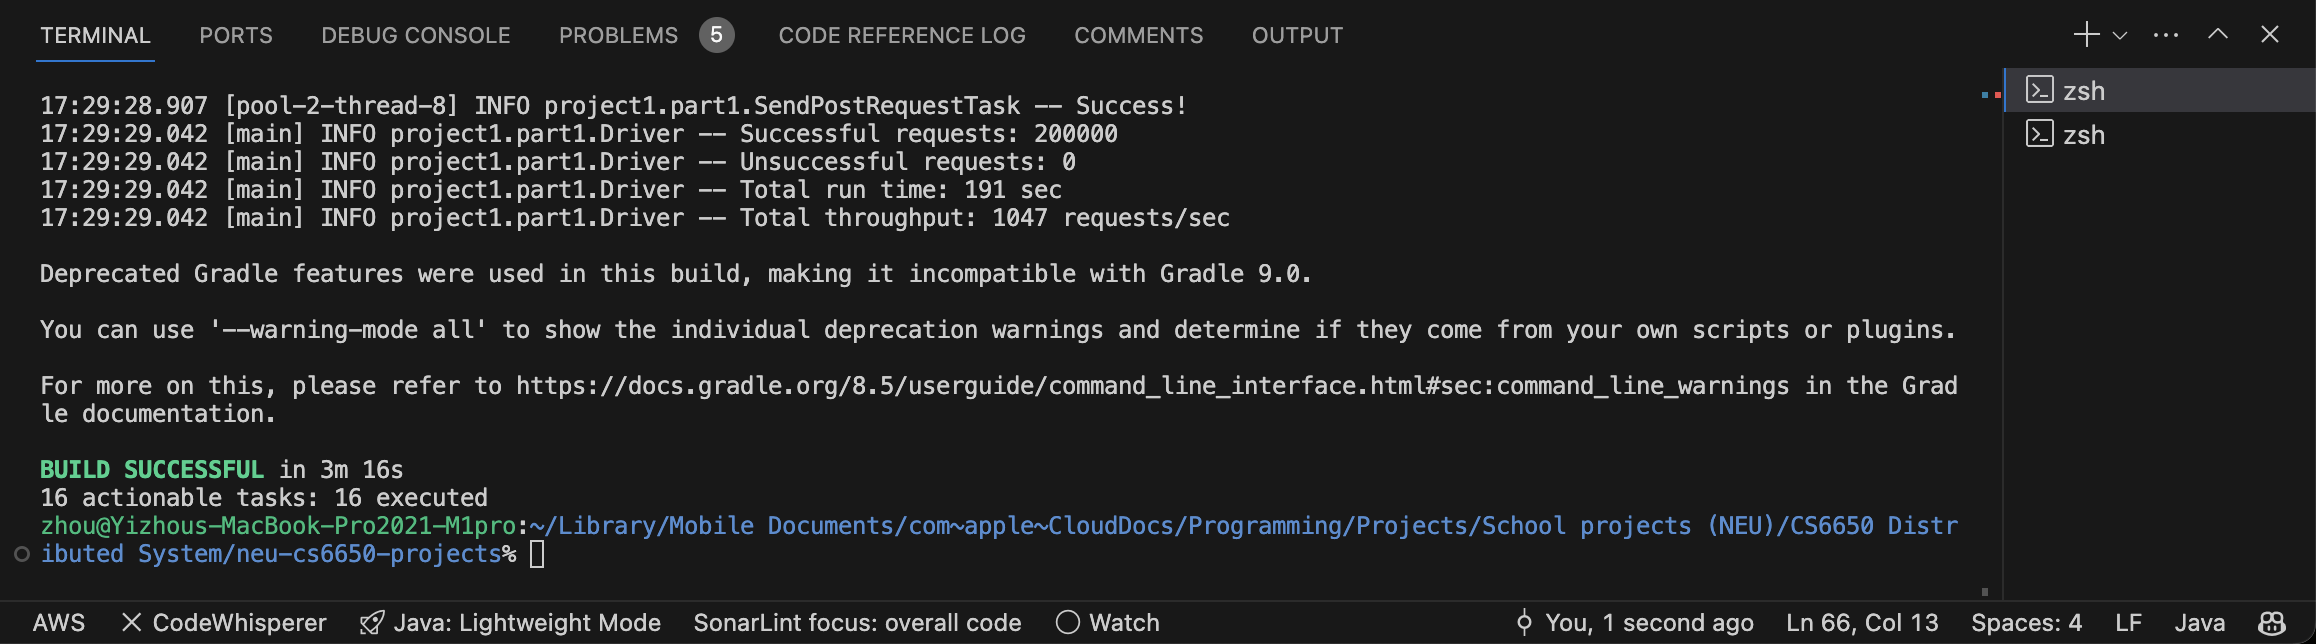 TERMINAL PORTS DEBUG CONSOLE PROBLEMS 5 CODE REFERENCE LOG COMMENTS OUTPUT
17:29:28.907 [pool-2-thread-8] INFO project1.part1.SendPostRequestTask -- Success!
17:29:29.042 [main] INFO project1.part1.Driver -- Successful requests: 200000
17:29:29.042 [main] INFO project1.part1.Driver -- Unsuccessful requests: 0
17:29:29.042 [main] INFO project1.part1.Driver -- Total run time: 191 sec
17:29:29.042 [main] INFO project1.part1.Driver -- Total throughput: 1047 requests/sec
Deprecated Gradle features were used in this build, making it incompatible with Gradle 9.0.
You can use '--warning-mode all' to show the individual deprecation warnings and determine if they come from your own scripts or plugins.
For more on this, please refer to https://docs.gradle.org/8.5/userguide/command_line_interface.html#sec:command_line_warnings in the Grad
le documentation.
BUILD SUCCESSFUL in 3m 16s
16 actionable tasks: 16 executed
zhou@Yizhous-MacBook-Pro2021-M1pro:~/Library/Mobile Documents/com~apple~CloudDocs/Programming/Projects/School projects (NEU)/CS6650 Distr
ibuted System/neu-cs6650-projects%
zsh
zsh
AWS CodeWhisperer Java: Lightweight Mode SonarLint focus: overall code Watch You, 1 second ago Ln 66, Col 13 Spaces: 4 LF Java